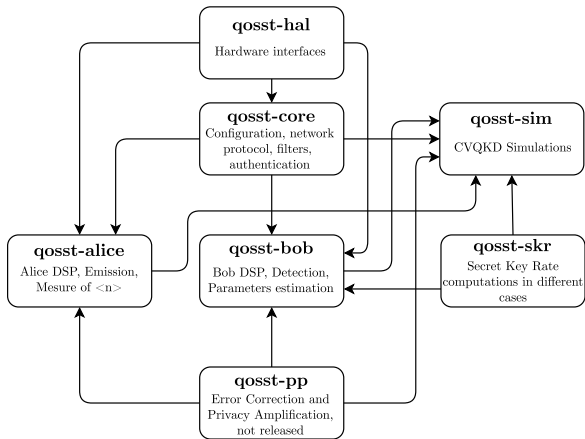 qosst-hal
Hardware interfaces
qosst-core
Configuration, network
protocol, filters,
authentication
qosst-sim
CVQKD Simulations
qosst-alice
Alice DSP, Emission,
Mesure of <n>
qosst-bob
Bob DSP, Detection,
Parameters estimation
qosst-skr
Secret Key Rate
computations in different
cases
qosst-pp
Error Correction and
Privacy Amplification,
not released